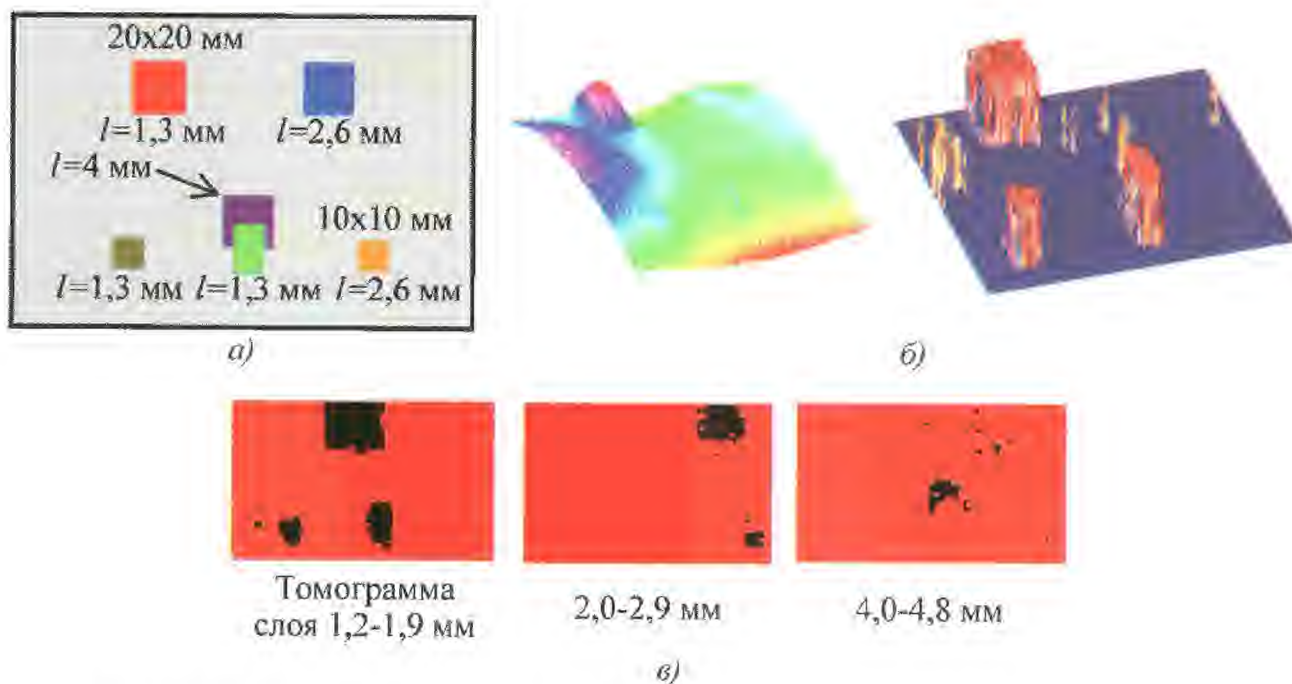 20x20 мм
l=1,3 мм
l=2,6 мм
l=4 мм
10x10 мм
l=1,3 мм
l=1,3 мм
l=2,6 мм
а)
б)
Томограмма
слоя 1,2-1,9 мм
2,0-2,9 мм
4,0-4,8 мм
в)